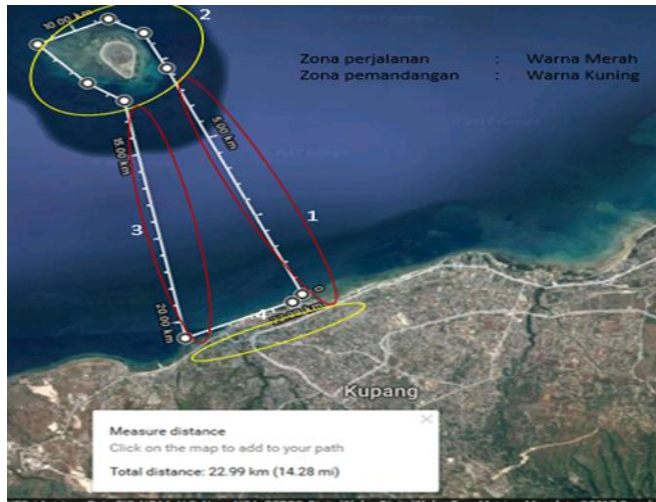 10.00 km
2
Zona perjalanan : Warna Merah
Zona pemandangan : Warna Kuning
5.00 km
15.00 km
1
3
0
20.00 km
4
Kupang
Measure distance
Click on the map to add to your path
Total distance: 22.99 km (14.28 mi)